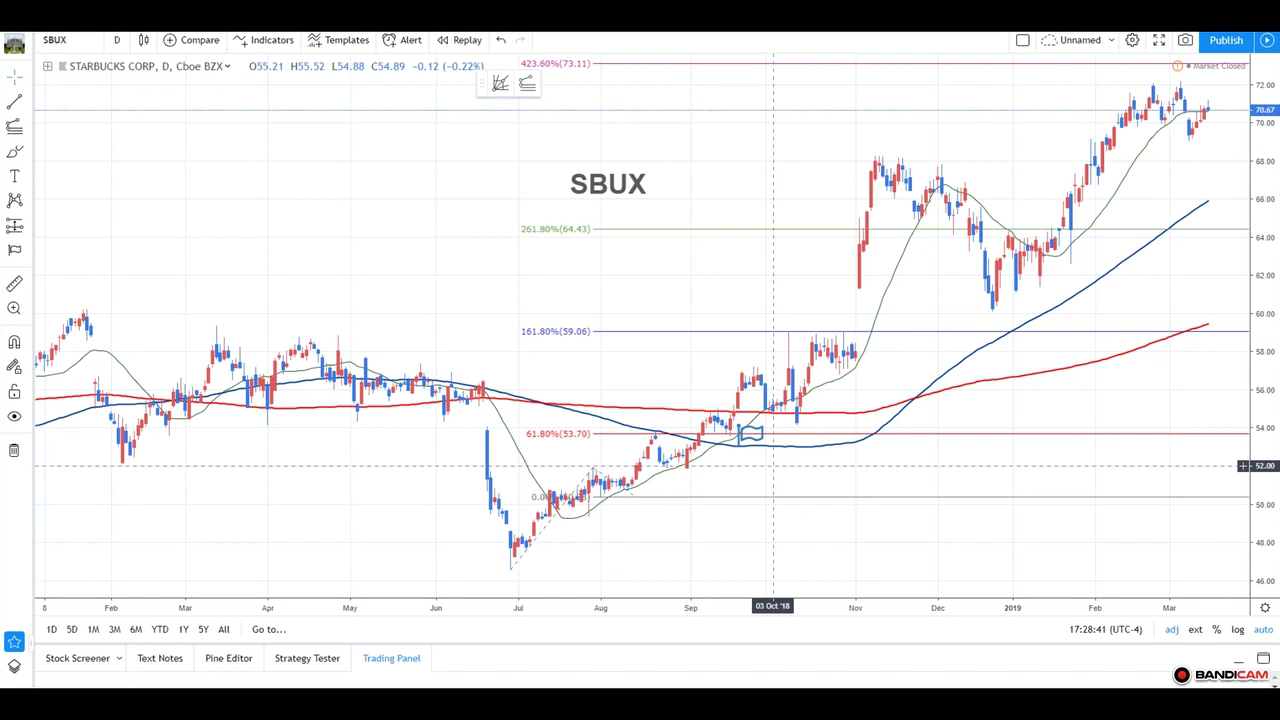 SBUX D Compare Indicators Templates Alert Replay Unnamed Publish
STARBUCKS CORP, D, Cboe BZX O55.21 H55.52 L54.88 C54.89 −0.12 (−0.22%)
423.60%(73.11)
Market Closed
72.00
70.67
70.00
SBUX
66.00
261.80%(64.43)
64.00
62.00
60.00
161.80%(59.06)
58.00
56.00
54.00
61.80%(53.70)
52.00
50.00
48.00
46.00
8 Feb Mar Apr May Jun Jul Aug Sep 03 Oct '18 Nov Dec 2019 Feb Mar
1D 5D 1M 3M 6M YTD 1Y 5Y All Go to... 17:28:41 (UTC-4) adj ext % log auto
Stock Screener Text Notes Pine Editor Strategy Tester Trading Panel
BANDICAM